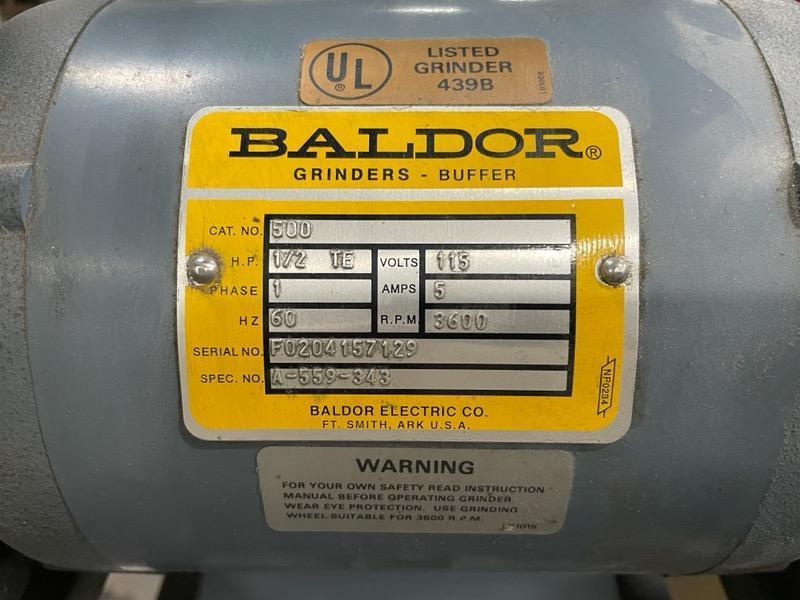 UL®
LISTED
GRINDER
439B
BALDOR®
GRINDERS - BUFFER
CAT. NO. 500
H.P. 1/2 TE VOLTS 115
PHASE 1 AMPS 5
HZ 60 R.P.M. 3600
SERIAL NO. F0204157129
SPEC. NO. A-559-343
NP0234
BALDOR ELECTRIC CO.
FT. SMITH, ARK U.S.A.
WARNING
FOR YOUR OWN SAFETY READ INSTRUCTION
MANUAL BEFORE OPERATING GRINDER.
WEAR EYE PROTECTION. USE GRINDING
WHEEL SUITABLE FOR 3600 R.P.M.